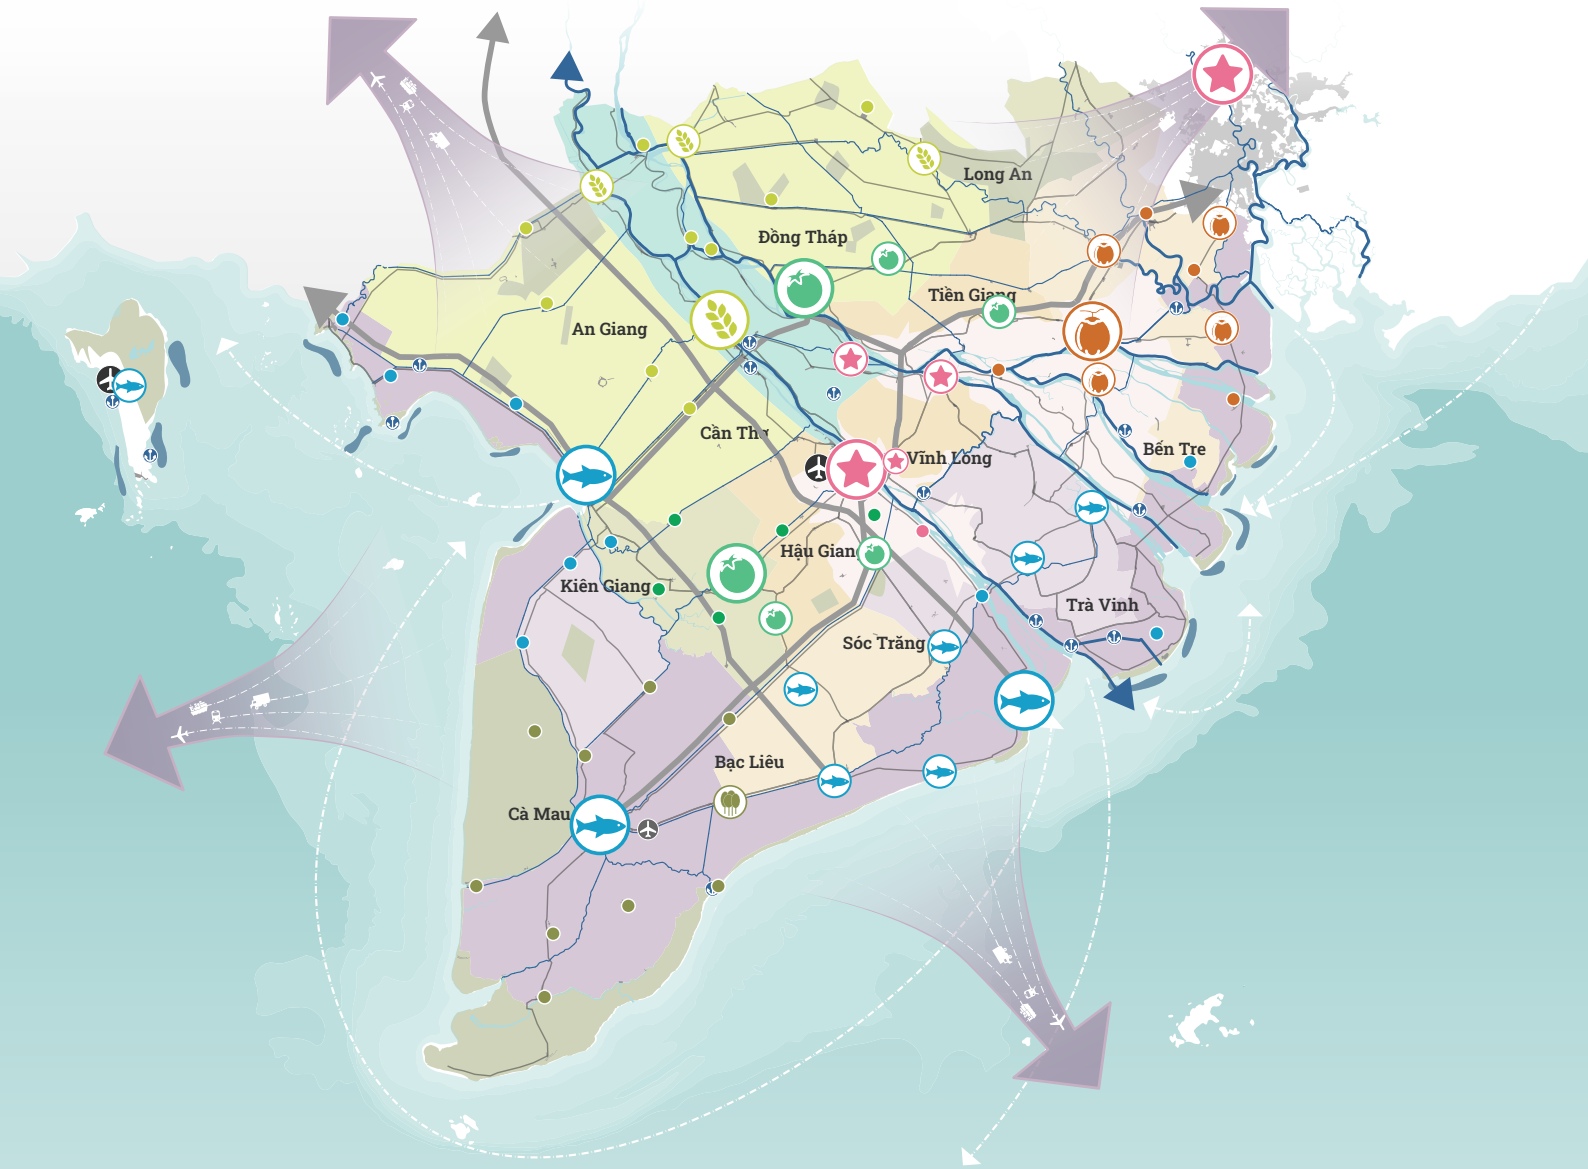 Long An
Đồng Tháp
Tiền Giang
An Giang
Cần Thơ
Vĩnh Long
Bến Tre
Hậu Giang
Kiên Giang
Trà Vinh
Sóc Trăng
Bạc Liêu
Cà Mau